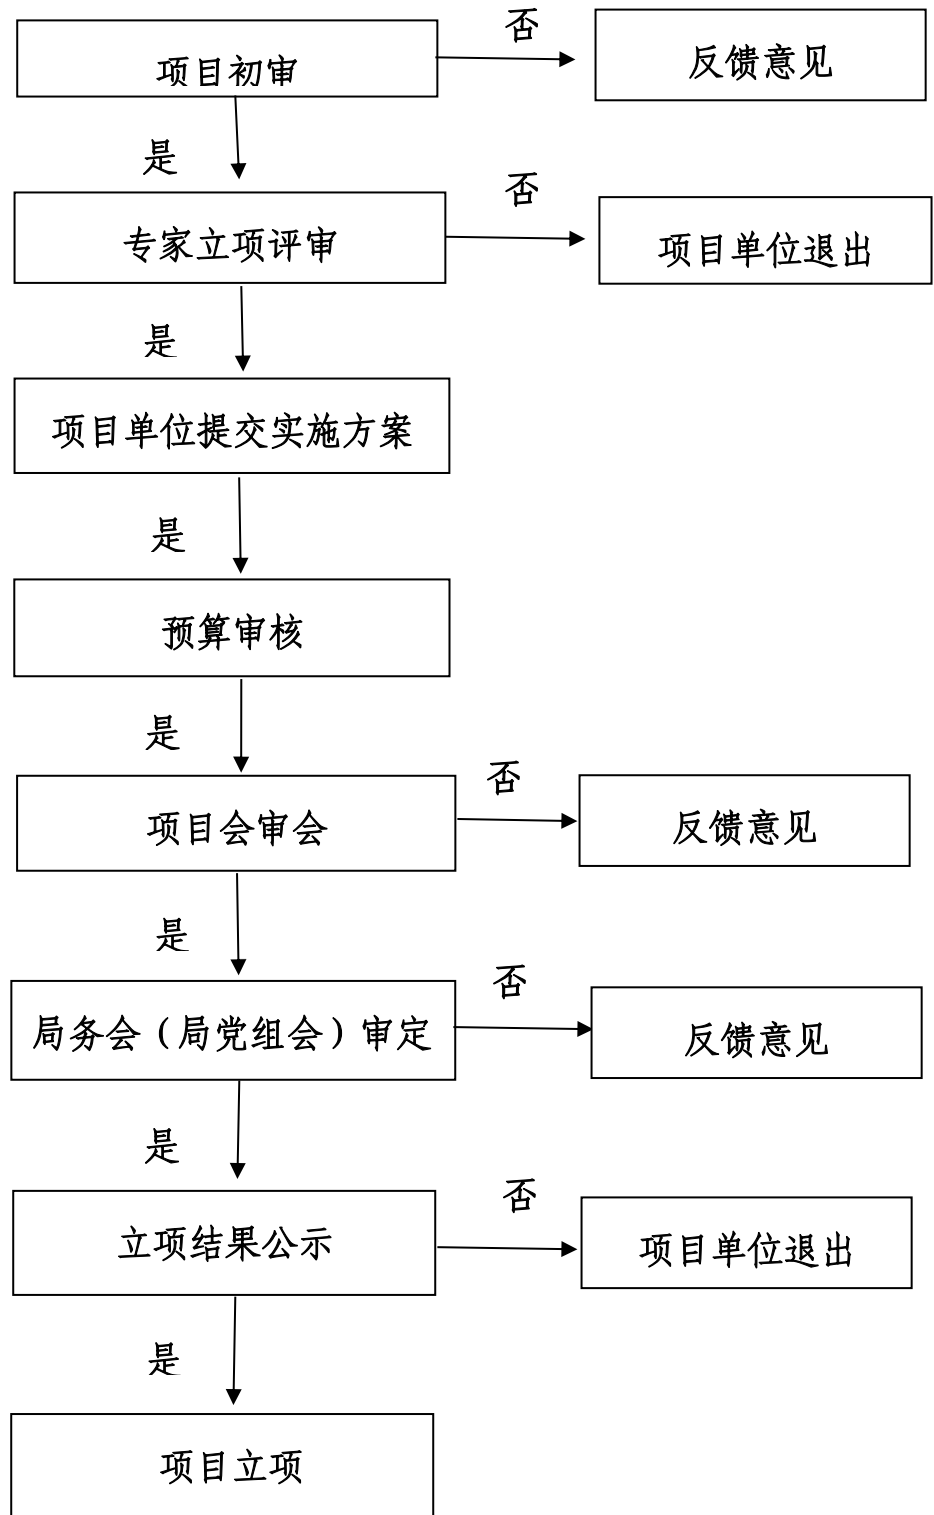 否
项目初审
反馈意见
是
否
专家立项评审
项目单位退出
是
项目单位提交实施方案
是
预算审核
是
否
项目会审会
反馈意见
是
否
局务会（局党组会）审定
反馈意见
是
否
立项结果公示
项目单位退出
是
项目立项